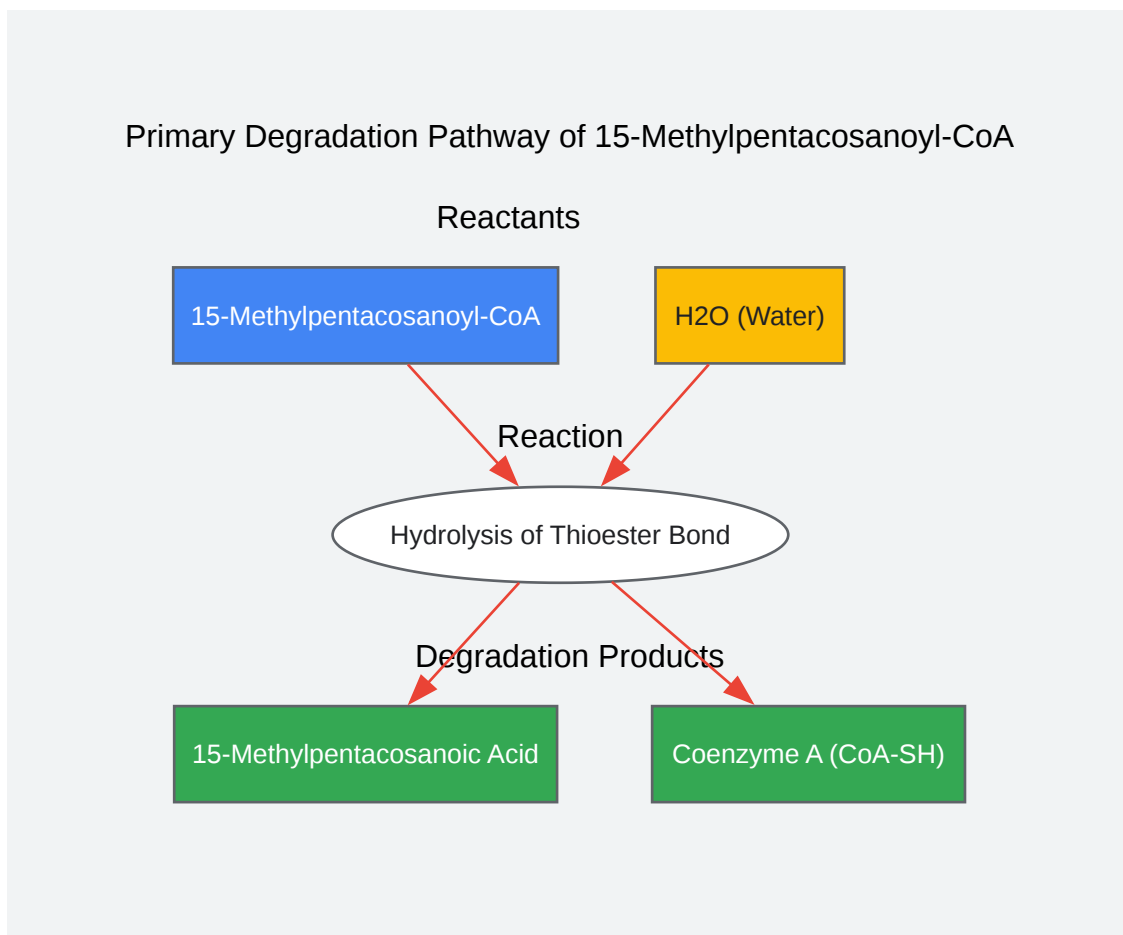 Primary Degradation Pathway of 15-Methylpentacosanoyl-CoA
Reactants
15-Methylpentacosanoyl-CoA
H2O (Water)
Reaction
Hydrolysis of Thioester Bond
Degradation Products
15-Methylpentacosanoic Acid
Coenzyme A (CoA-SH)